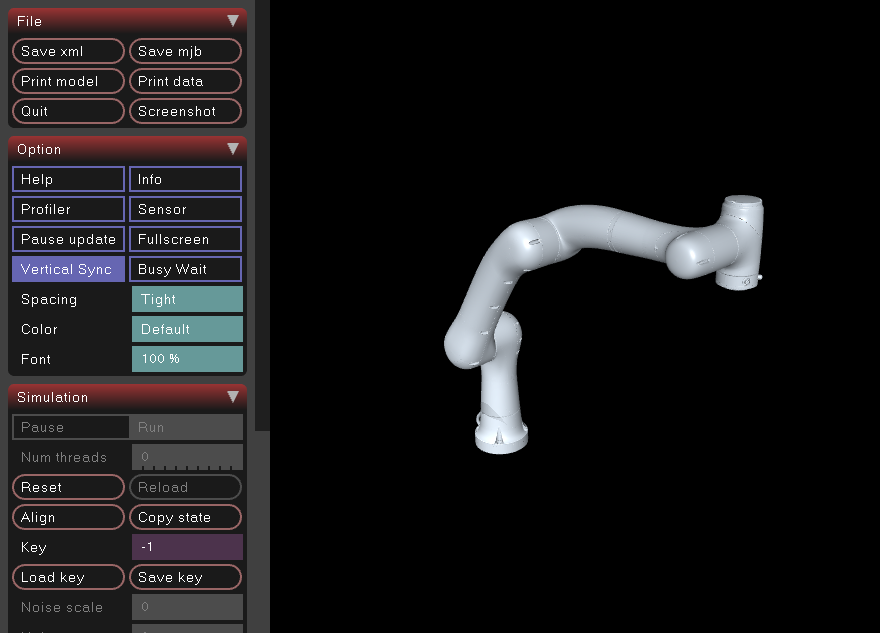 File
Save xml Save mjb
Print model Print data
Quit Screenshot
Option
Help Info
Profiler Sensor
Pause update Fullscreen
Vertical Sync Busy Wait
Spacing Tight
Color Default
Font 100 %
Simulation
Pause Run
Num threads 0
Reset Reload
Align Copy state
Key -1
Load key Save key
Noise scale 0